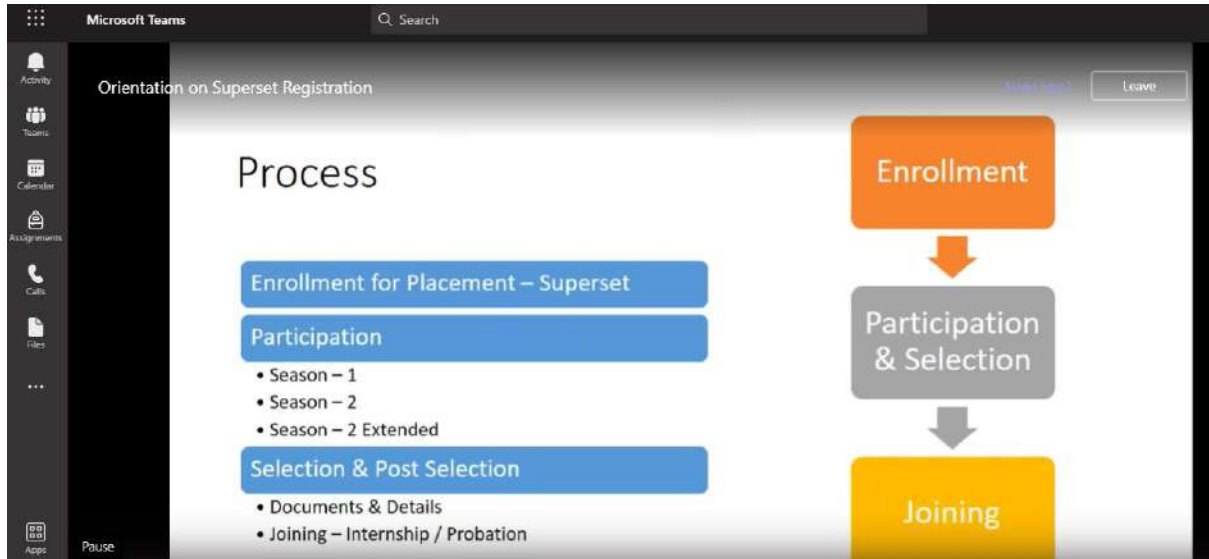 Microsoft Teams
Search
Activity
Teams
Calendar
Assignments
Calls
Files
...
Apps
Orientation on Superset Registration
Need help?
Leave
Process
Enrollment for Placement – Superset
Participation
• Season – 1
• Season – 2
• Season – 2 Extended
Selection & Post Selection
• Documents & Details
• Joining – Internship / Probation
Enrollment
Participation
& Selection
Joining
Pause